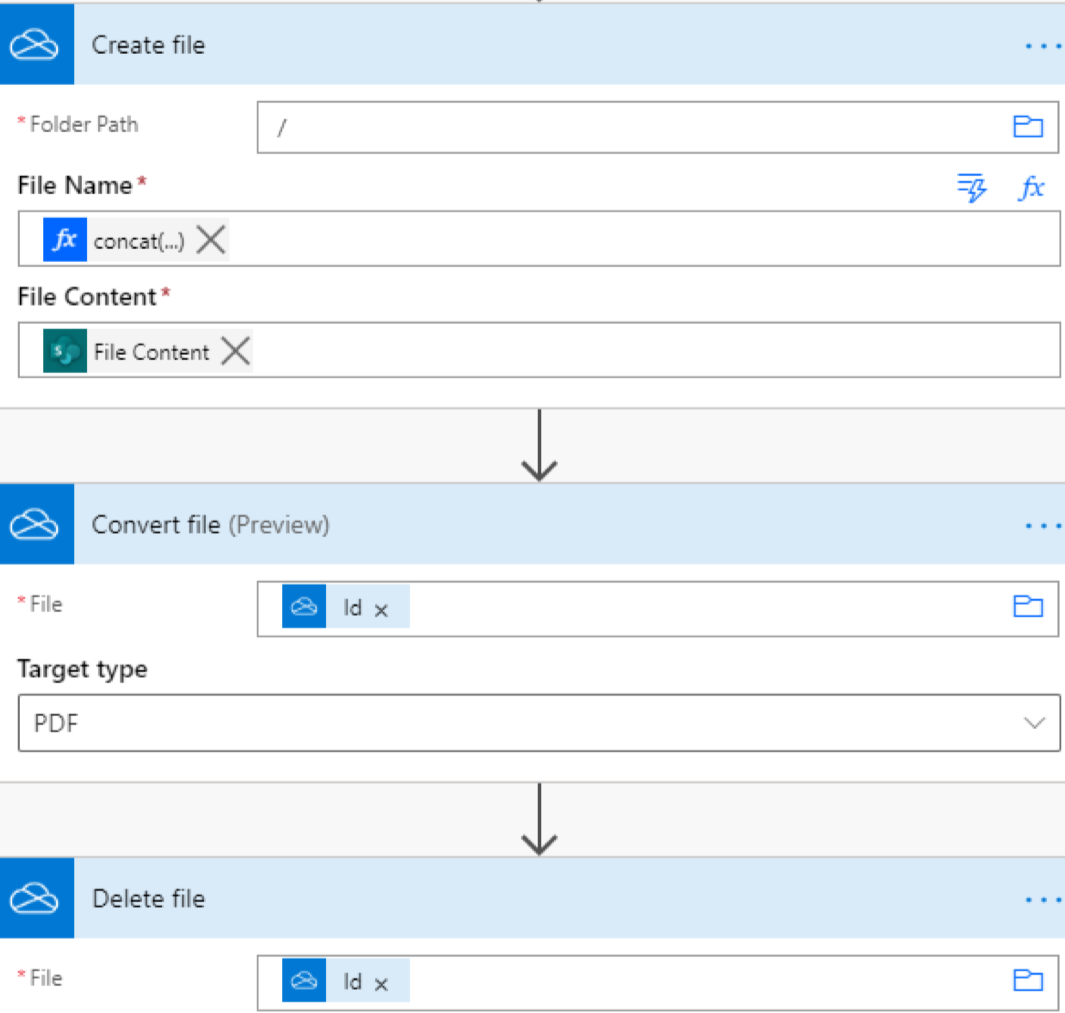 Create file
* Folder Path
/
File Name *
fx
fx concat(...)
File Content *
S File Content
Convert file (Preview)
* File
Id ×
Target type
PDF
Delete file
* File
Id ×